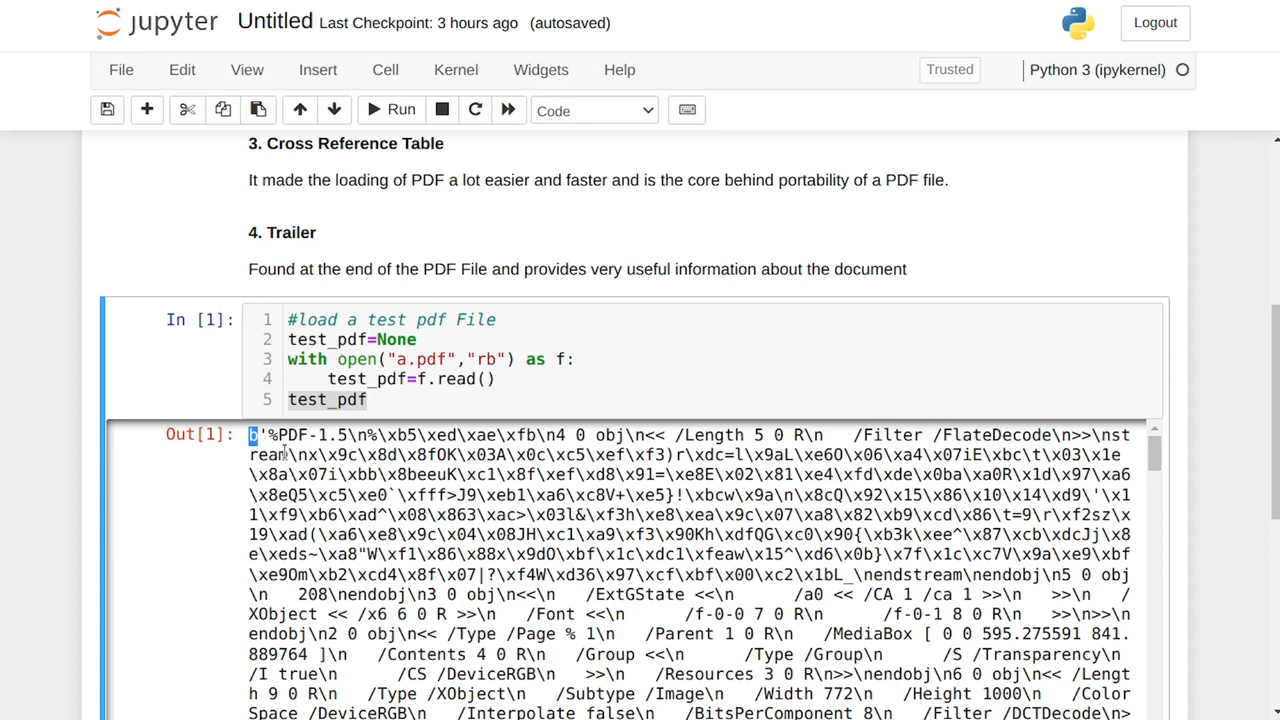 jupyter Untitled Last Checkpoint: 3 hours ago (autosaved) Logout
File Edit View Insert Cell Kernel Widgets Help Trusted Python 3 (ipykernel)
Run Code
3. Cross Reference Table
It made the loading of PDF a lot easier and faster and is the core behind portability of a PDF file.
4. Trailer
Found at the end of the PDF File and provides very useful information about the document
In [1]: 1 #load a test pdf File
2 test_pdf=None
3 with open("a.pdf","rb") as f:
4 test_pdf=f.read()
5 test_pdf
Out[1]: b'%PDF-1.5\n%\xb5\xed\xae\xfb\n4 0 obj\n<< /Length 5 0 R\n /Filter /FlateDecode\n>>\nst
ream\nx\x9c\x8d\x8fOK\x03A\x0c\xc5\xef\xf3)r\xdc=l\x9aL\xe6O\x06\xa4\x07iE\xbc\t\x03\x1e
\x8a\x07i\xbb\x8beeuK\xc1\x8f\xef\xd8\x91=\xe8E\x02\x81\xe4\xfd\xde\x0ba\xa0R\x1d\x97\xa6
\x8eQ5\xc5\xe0`\xfff>J9\xeb1\xa6\xc8V+\xe5}!\xbcw\x9a\n\x8cQ\x92\x15\x86\x10\x14\xd9\'\x1
1\xf9\xb6\xad^\x08\x863\xac>\x03l&\xf3h\xe8\xea\x9c\x07\xa8\x82\xb9\xcd\x86\t=9\r\xf2sz\x
19\xad(\xa6\xe8\x9c\x04\x08JH\xc1\xa9\xf3\x90Kh\xdfQG\xc0\x90{\xb3k\xee^\x87\xcb\xdcJj\x8
e\xeds~\xa8"W\xf1\x86\x88x\x9dO\xbf\x1c\xdc1\xfeaw\x15^\xd6\x0b}\x7f\x1c\xc7V\x9a\xe9\xbf
\xe9Om\xb2\xcd4\x8f\x07|?\xf4W\xd36\x97\xcf\xbf\x00\xc2\x1bL_\nendstream\nendobj\n5 0 obj
\n 208\nendobj\n3 0 obj\n<<\n /ExtGState <<\n /a0 << /CA 1 /ca 1 >>\n >>\n /
XObject << /x6 6 0 R >>\n /Font <<\n /f-0-0 7 0 R\n /f-0-1 8 0 R\n >>\n>>\n
endobj\n2 0 obj\n<< /Type /Page % 1\n /Parent 1 0 R\n /MediaBox [ 0 0 595.275591 841.
889764 ]\n /Contents 4 0 R\n /Group <<\n /Type /Group\n /S /Transparency\n
/I true\n /CS /DeviceRGB\n >>\n /Resources 3 0 R\n>>\nendobj\n6 0 obj\n<< /Lengt
h 9 0 R\n /Type /XObject\n /Subtype /Image\n /Width 772\n /Height 1000\n /Color
Space /DeviceRGB\n /Interpolate false\n /BitsPerComponent 8\n /Filter /DCTDecode\n>